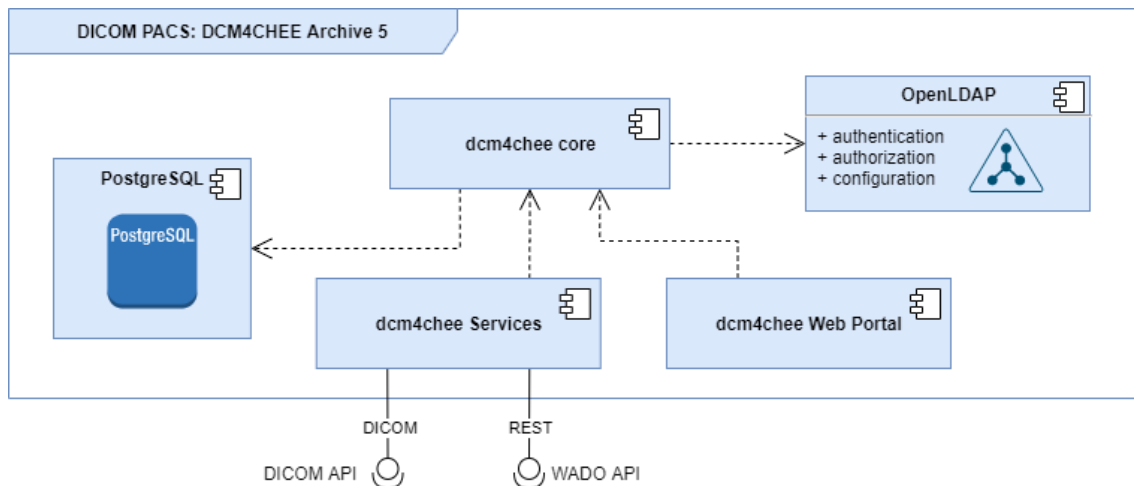 DICOM PACS: DCM4CHEE Archive 5
OpenLDAP
+ authentication
+ authorization
+ configuration
dcm4chee core
PostgreSQL
PostgreSQL
dcm4chee Services
dcm4chee Web Portal
DICOM
REST
DICOM API
WADO API